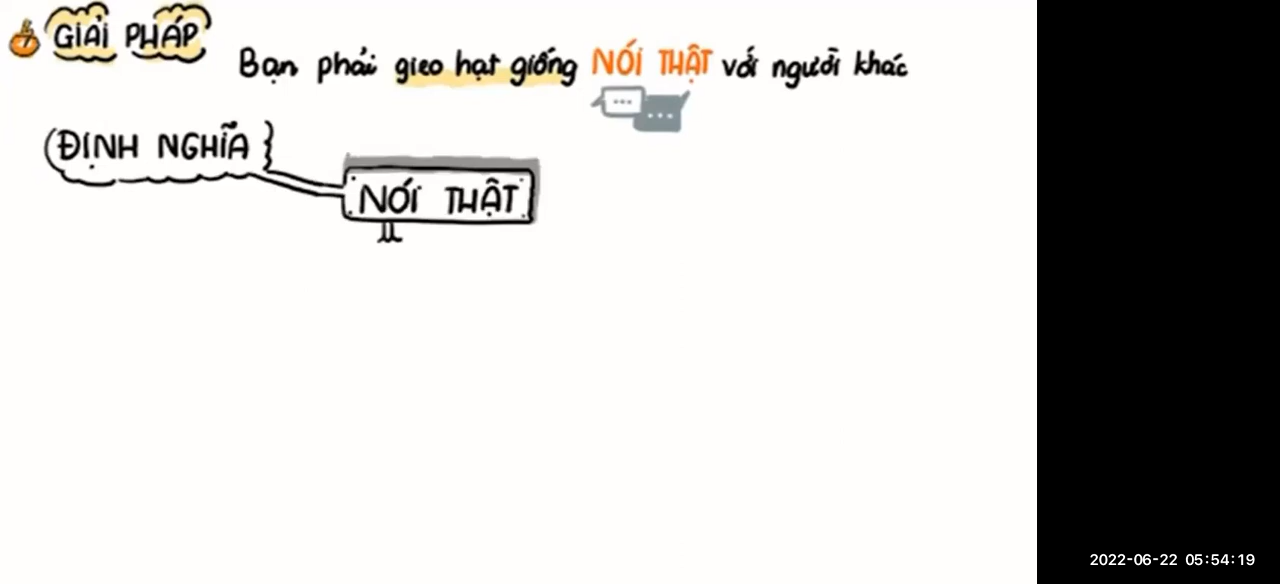 GIẢI PHÁP
Bạn phải gieo hạt giống NÓI THẬT với người khác
ĐỊNH NGHĨA
NÓI THẬT
2022-06-22 05:54:19